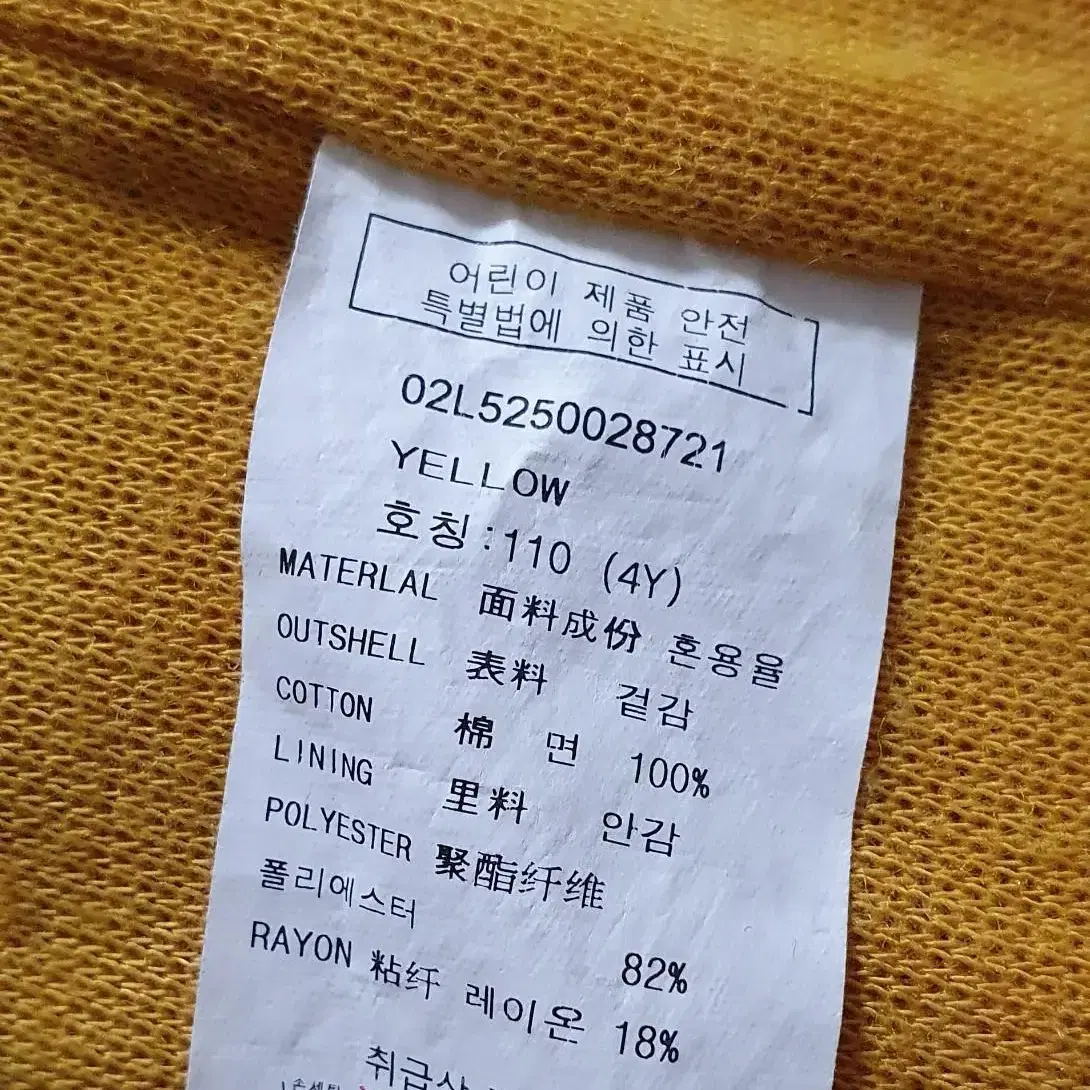 어린이 제품 안전
특별법에 의한 표시
02L5250028721
YELLOW
호칭:110 (4Y)
MATERLAL 面料成份 혼용율
OUTSHELL 表料 겉감
COTTON 棉 면 100%
LINING 里料 안감
POLYESTER 聚酯纤维
폴리에스터 82%
RAYON 粘纤 레이온 18%